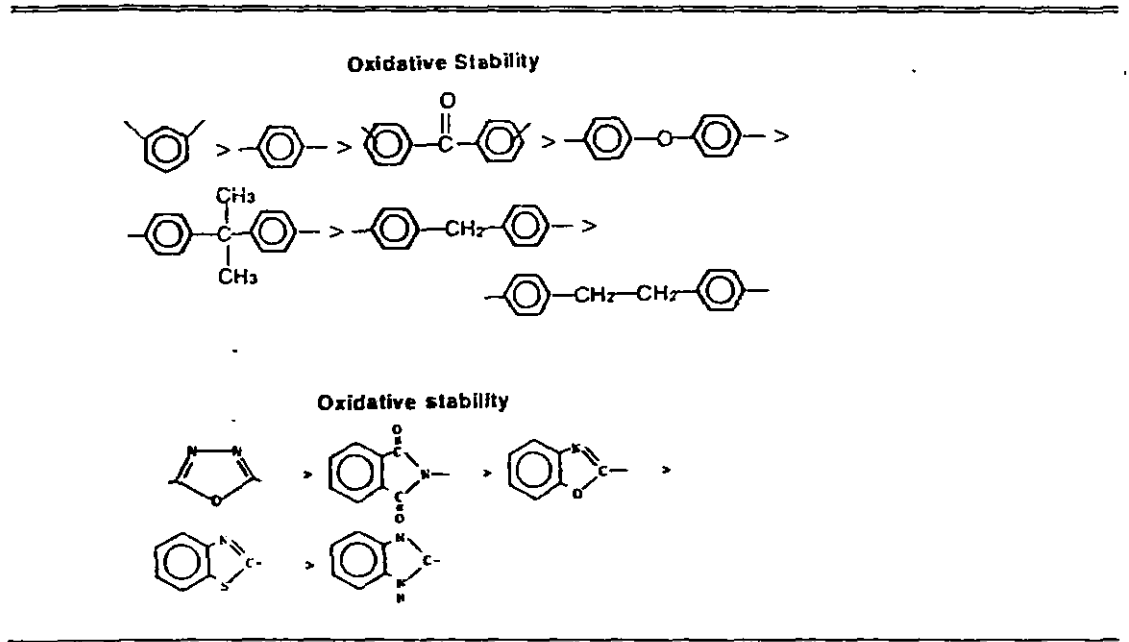 Oxidative Stability
O
> > C > O >
CH3
C > CH2 >
CH3
CH2 CH2
Oxidative stability
O
N N C
> N > C >
O C O
O
N
C > C
S
H